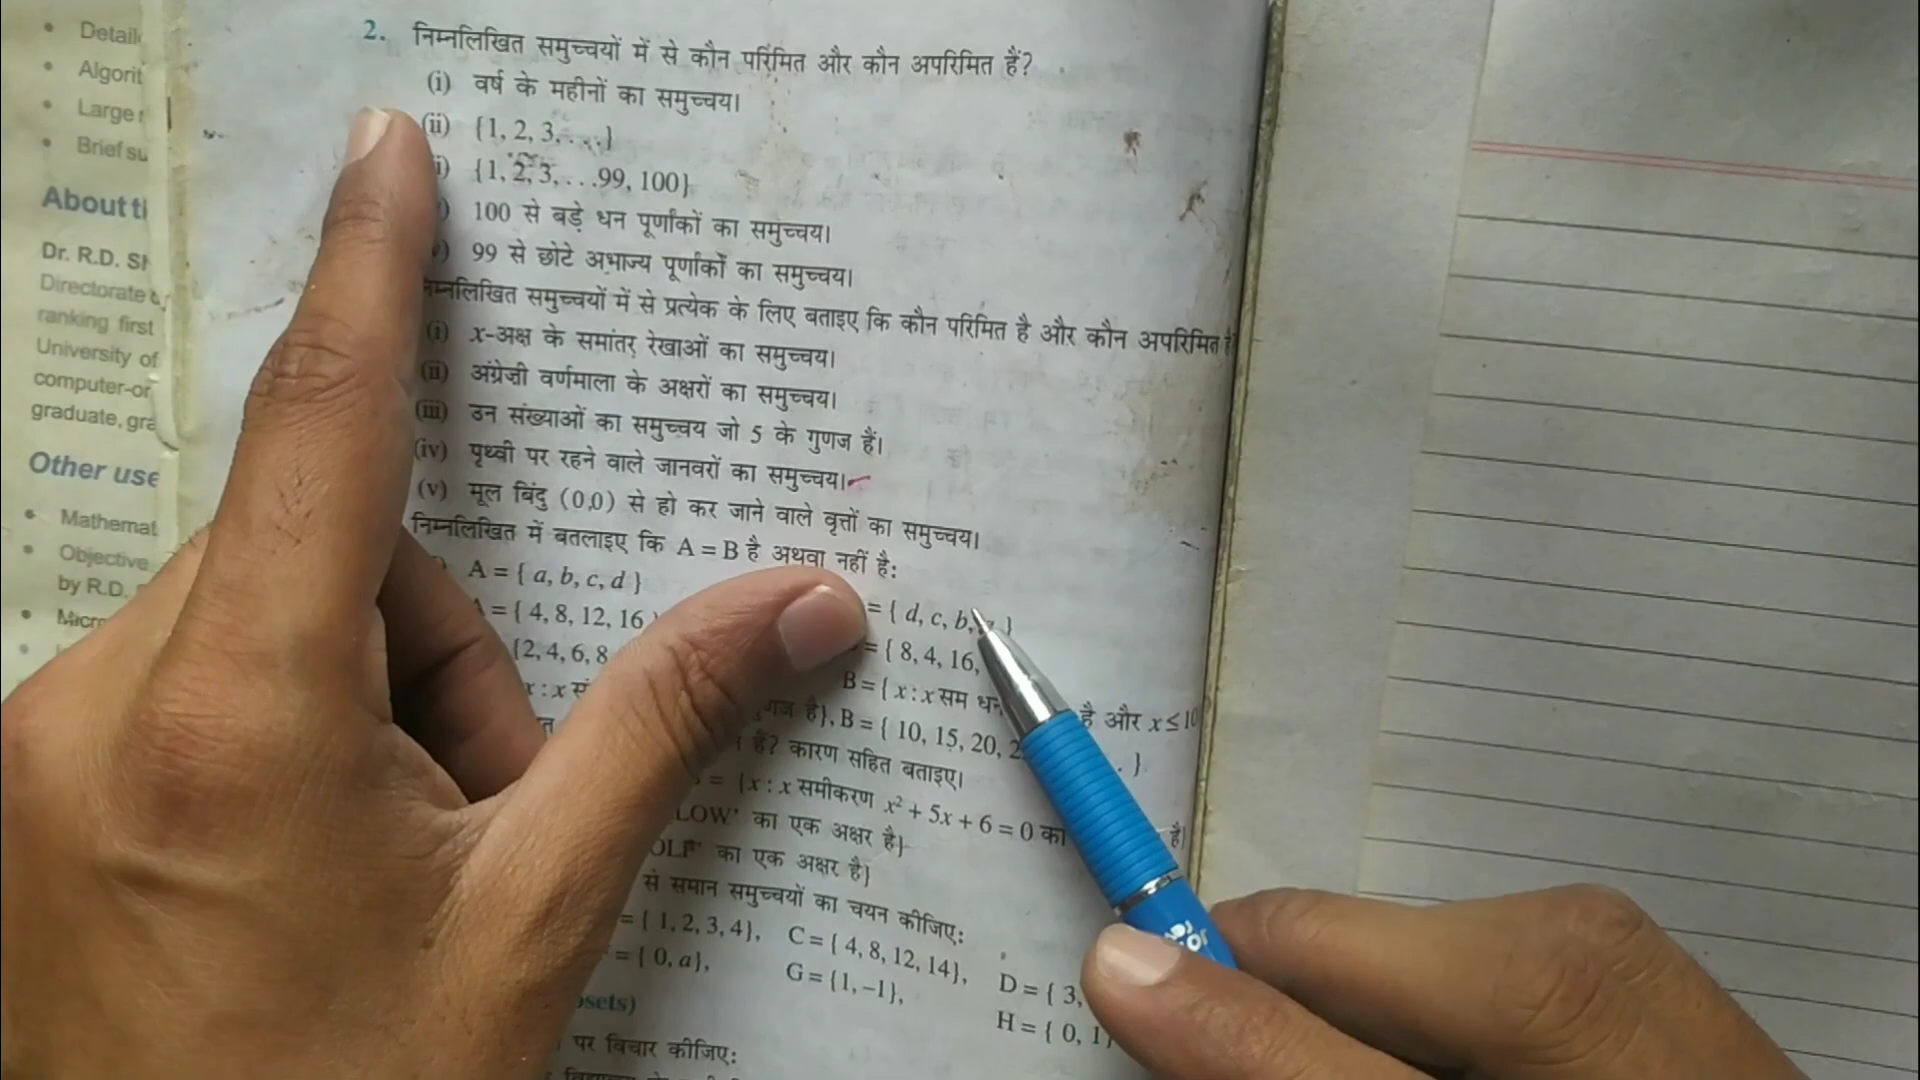 Detail
Algorit
Large
Brief su
About t
Dr. R.D. Sh
Directorate
ranking first
University of
computer-or
graduate, gra
Other use
Mathemat
Objective
by R.D.
Micro
2. निम्नलिखित समुच्चयों में से कौन परिमित और कौन अपरिमित हैं?
(i) वर्ष के महीनों का समुच्चय।
(ii) {1, 2, 3, . . .}
i) {1, 2, 3, . . .99, 100}
) 100 से बड़े धन पूर्णांकों का समुच्चय।
) 99 से छोटे अभाज्य पूर्णांकों का समुच्चय।
निम्नलिखित समुच्चयों में से प्रत्येक के लिए बताइए कि कौन परिमित है और कौन अपरिमित है
(i) x-अक्ष के समांतर रेखाओं का समुच्चय।
(ii) अंग्रेज़ी वर्णमाला के अक्षरों का समुच्चय।
(iii) उन संख्याओं का समुच्चय जो 5 के गुणज हैं।
(iv) पृथ्वी पर रहने वाले जानवरों का समुच्चय।
(v) मूल बिंदु (0,0) से हो कर जाने वाले वृत्तों का समुच्चय।
निम्नलिखित में बतलाइए कि A = B है अथवा नहीं है:
A = { a, b, c, d } = { d, c, b, }
A = { 4, 8, 12, 16 = { 8, 4, 16,
{2, 4, 6, 8 B = { x : x सम धन है और x ≤ 10
x : x गुणज है}, B = { 10, 15, 20, 2 . }
हैं? कारण सहित बताइए।
= {x : x समीकरण x² + 5x + 6 = 0 का है}
LOW' का एक अक्षर है}
का एक अक्षर है}
से समान समुच्चयों का चयन कीजिए:
= { 1, 2, 3, 4}, C = { 4, 8, 12, 14}, D = { 3,
= { 0, a}, G = {1, –1}, H = { 0, 1}
sets)
पर विचार कीजिए: